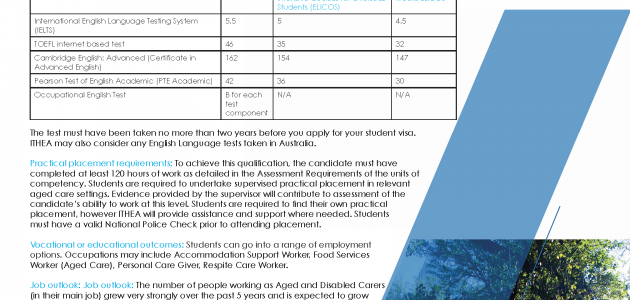 Students (ELICOS)
International English Language Testing System (IELTS) 5.5 5 4.5
TOEFL internet based test 46 35 32
Cambridge English: Advanced (Certificate in Advanced English) 162 154 147
Pearson Test of English Academic (PTE Academic) 42 36 30
Occupational English Test B for each test component N/A N/A
The test must have been taken no more than two years before you apply for your student visa.
ITHEA may also consider any English Language tests taken in Australia.
Practical placement requirements: To achieve this qualification, the candidate must have
completed at least 120 hours of work as detailed in the Assessment Requirements of the units of
competency. Students are required to undertake supervised practical placement in relevant
aged care settings. Evidence provided by the supervisor will contribute to assessment of the
candidate's ability to work at this level. Students are required to find their own practical
placement, however ITHEA will provide assistance and support where needed. Students
must have a valid National Police Check prior to attending placement.
Vocational or educational outcomes: Students can go into a range of employment
options. Occupations may include Accommodation Support Worker, Food Services
Worker (Aged Care), Personal Care Giver, Respite Care Worker.
Job outlook: Job outlook: The number of people working as Aged and Disabled Carers
(in their main job) grew very strongly over the past 5 years and is expected to grow